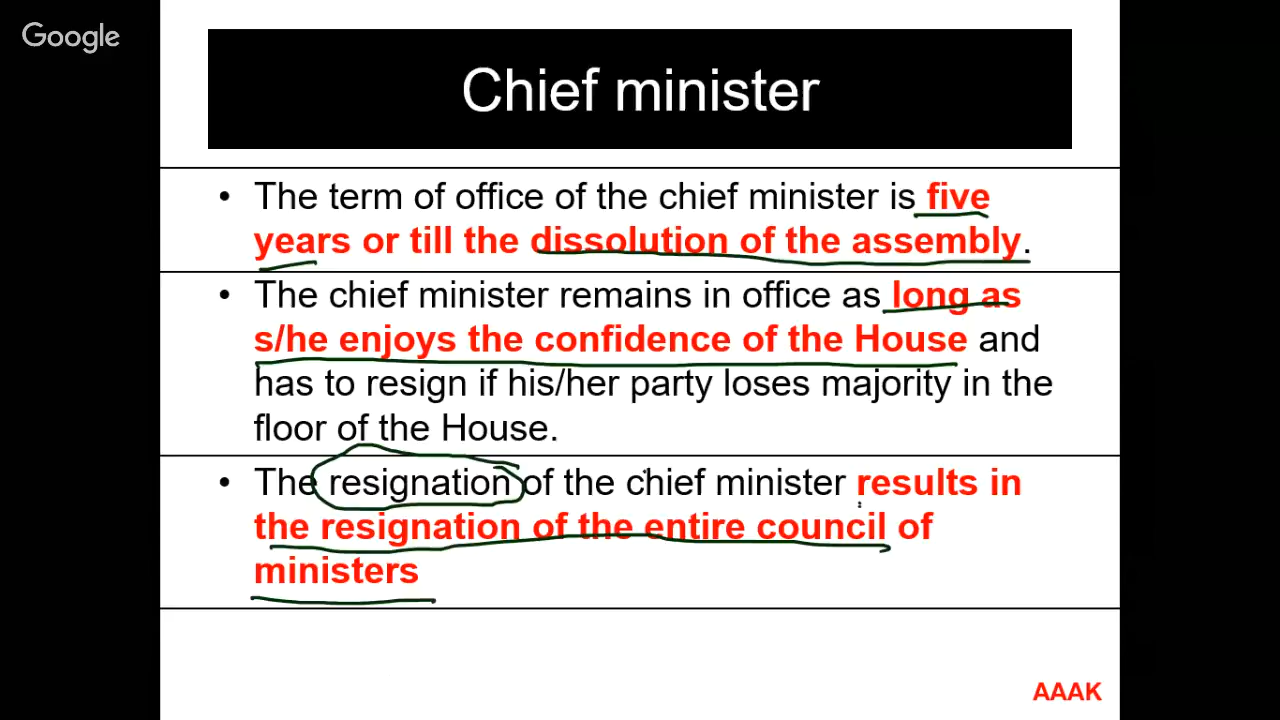 Google
Chief minister
• The term of office of the chief minister is five
years or till the dissolution of the assembly.
• The chief minister remains in office as long as
s/he enjoys the confidence of the House and
has to resign if his/her party loses majority in the
floor of the House.
• The resignation of the chief minister results in
the resignation of the entire council of
ministers
AAAK